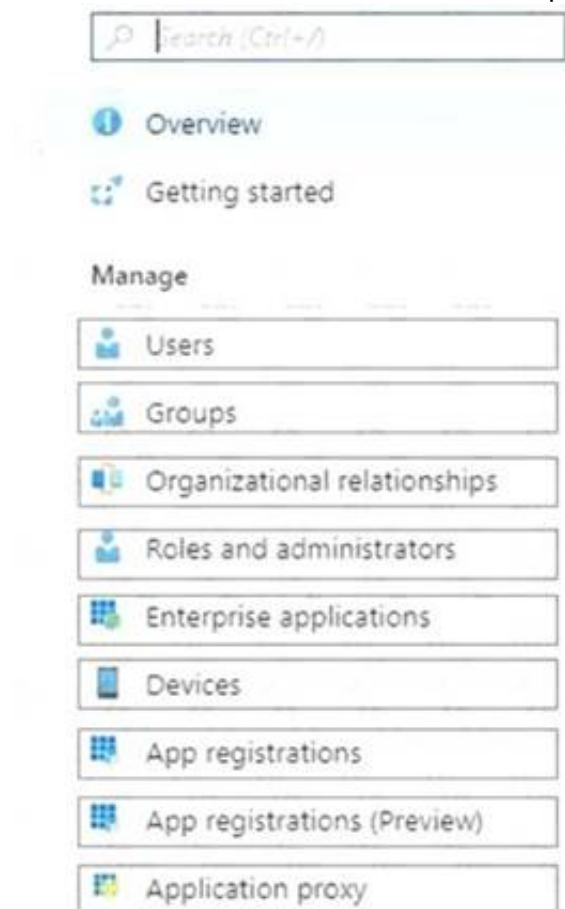 Search (Ctrl+/)
Overview
Getting started
Manage
Users
Groups
Organizational relationships
Roles and administrators
Enterprise applications
Devices
App registrations
App registrations (Preview)
Application proxy